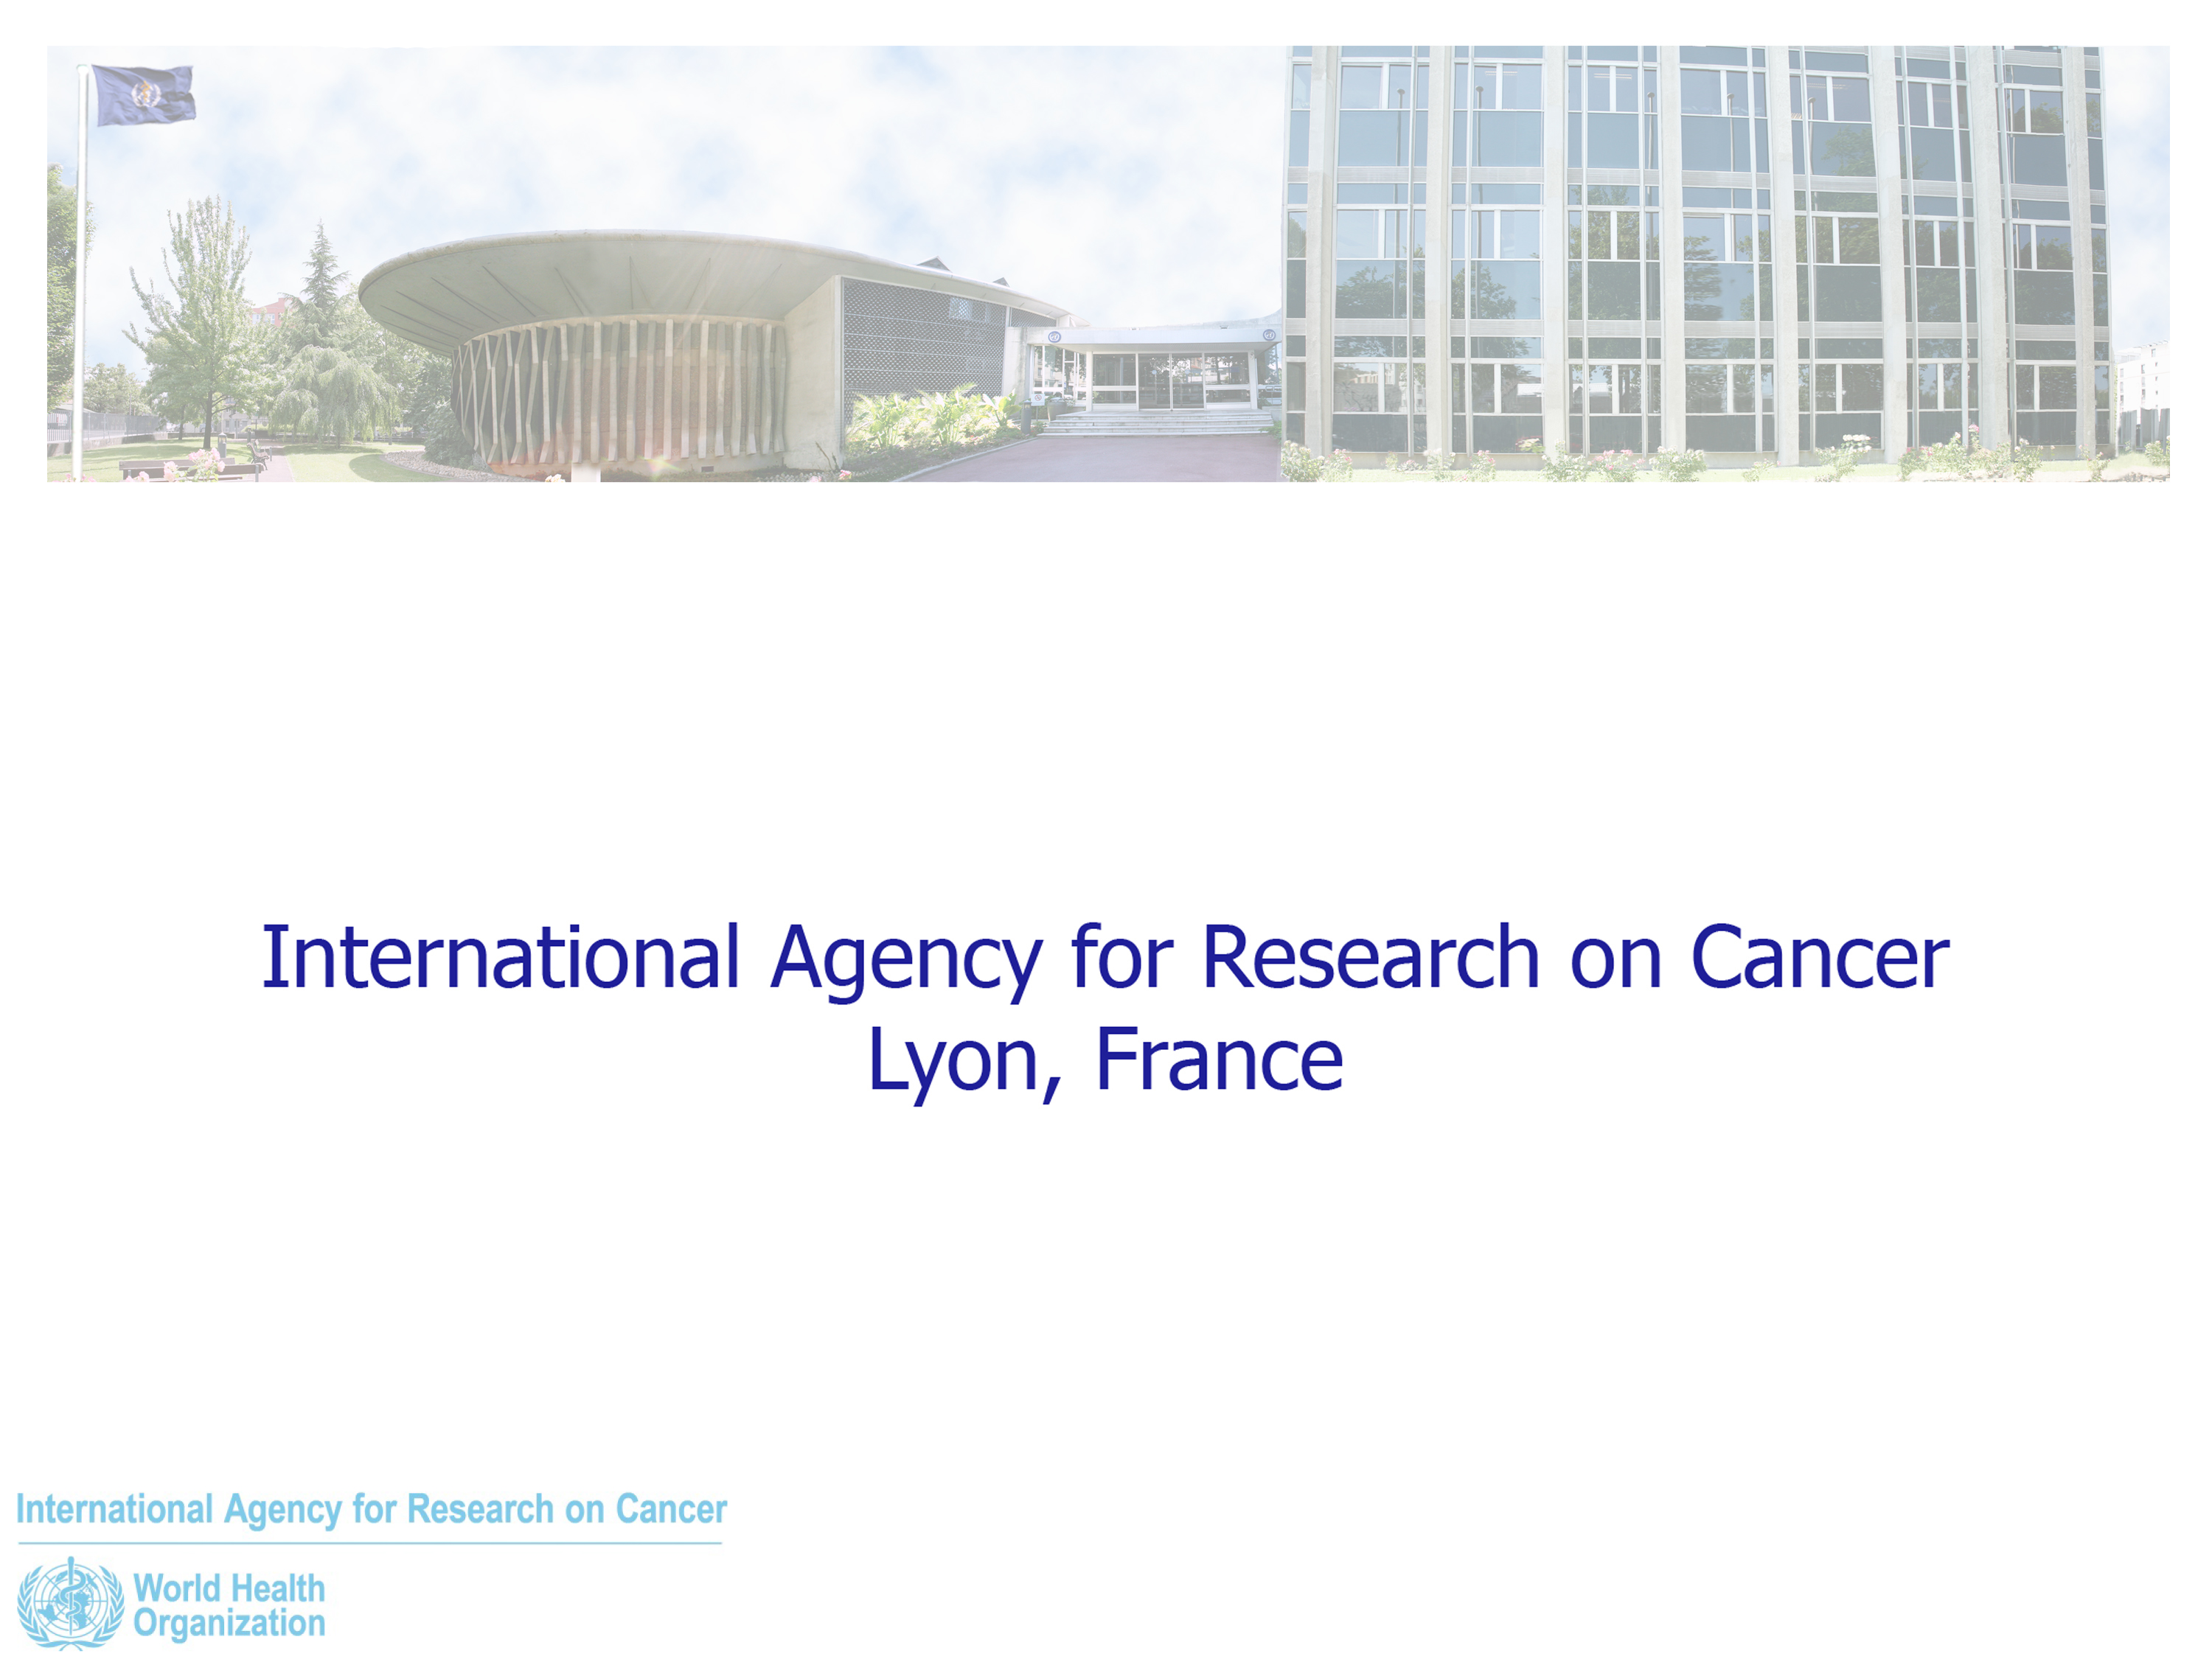 International Agency for Research on Cancer
Lyon, France
International Agency for Research on Cancer
World Health
Organization